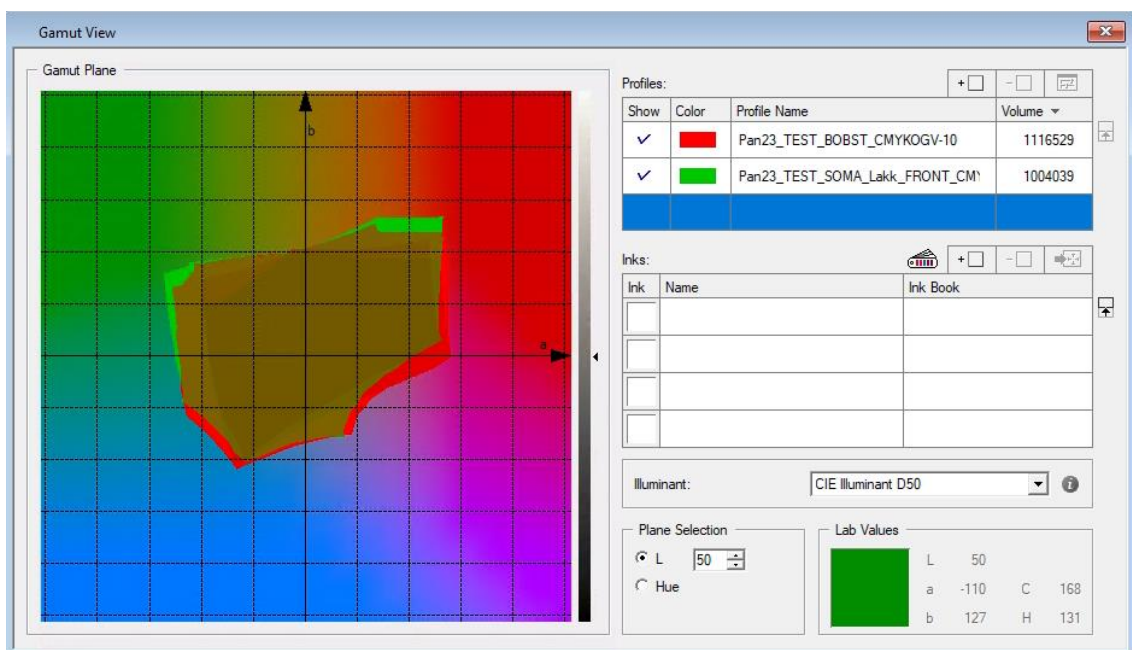 Gamut View
Gamut Plane
b
a
Profiles:
Show Color Profile Name Volume
Pan23_TEST_BOBST_CMYKOGV-10 1116529
Pan23_TEST_SOMA_Lakk_FRONT_CM 1004039
Inks:
Ink Name Ink Book
Illuminant: CIE Illuminant D50
Plane Selection
L 50
Hue
Lab Values
L 50
a -110 C 168
b 127 H 131